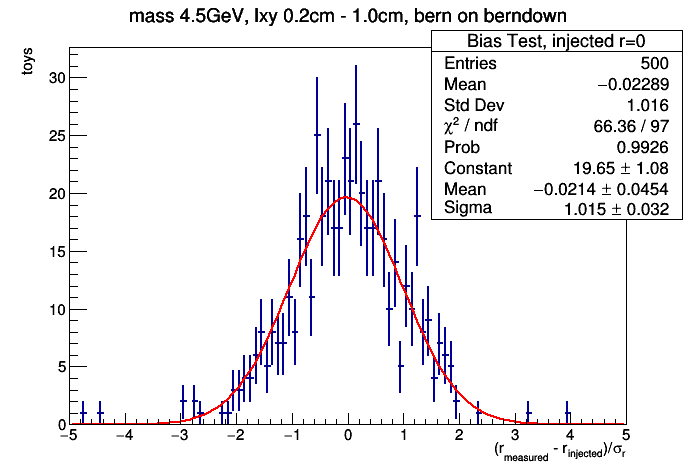 mass 4.5GeV, lxy 0.2cm - 1.0cm, bern on berndown
toys
Bias Test, injected r=0
Entries 500
Mean −0.02289
Std Dev 1.016
χ² / ndf 66.36 / 97
Prob 0.9926
Constant 19.65 ± 1.08
Mean −0.0214 ± 0.0454
Sigma 1.015 ± 0.032
30
25
20
15
10
5
0
−5 −4 −3 −2 −1 0 1 2 3 4 5
(r_measured - r_injected)/σ_r